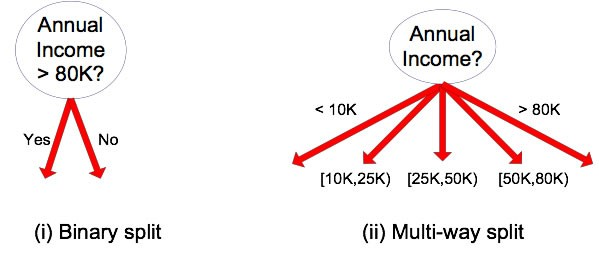 Annual
Income
> 80K?
Yes
No
(i) Binary split
Annual
Income?
< 10K
> 80K
[10K,25K)
[25K,50K)
[50K,80K)
(ii) Multi-way split